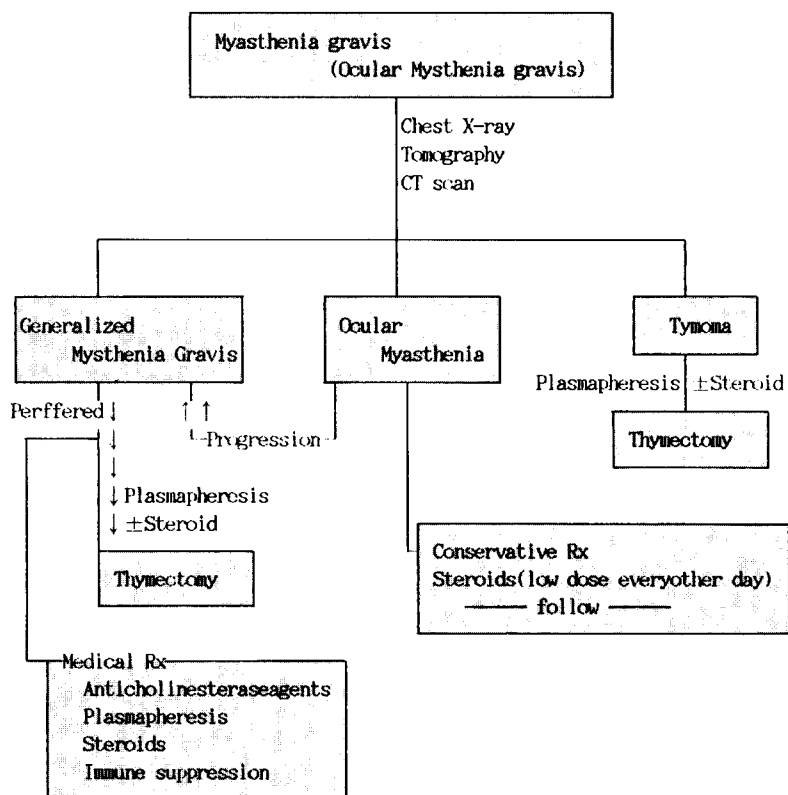 Myasthenia gravis
(Ocular Mysthenia gravis)
Chest X-ray
Tomography
CT scan
Generalized
Mysthenia Gravis
Ocular
Myasthenia
Tymoma
Perffered ↓
↑ ↑
Progression
↓
↓
↓ Plasmapheresis
↓ ±Steroid
Thymectomy
Plasmapheresis ±Steroid
Thymectomy
Conservative Rx
Steroids(low dose everyother day)
follow
Medical Rx
Anticholinesteraseagents
Plasmapheresis
Steroids
Immune suppression